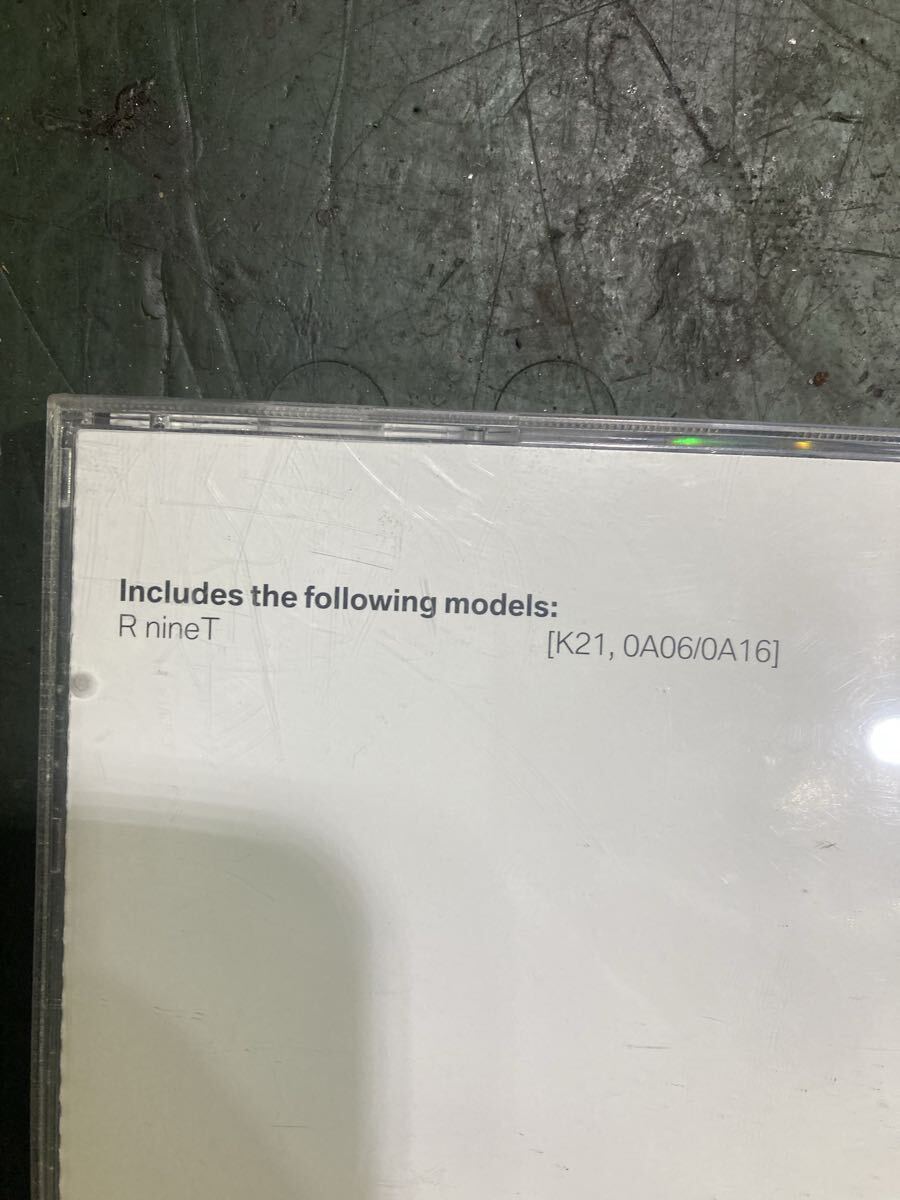 Includes the following models:
R nineT [K21, 0A06/0A16]